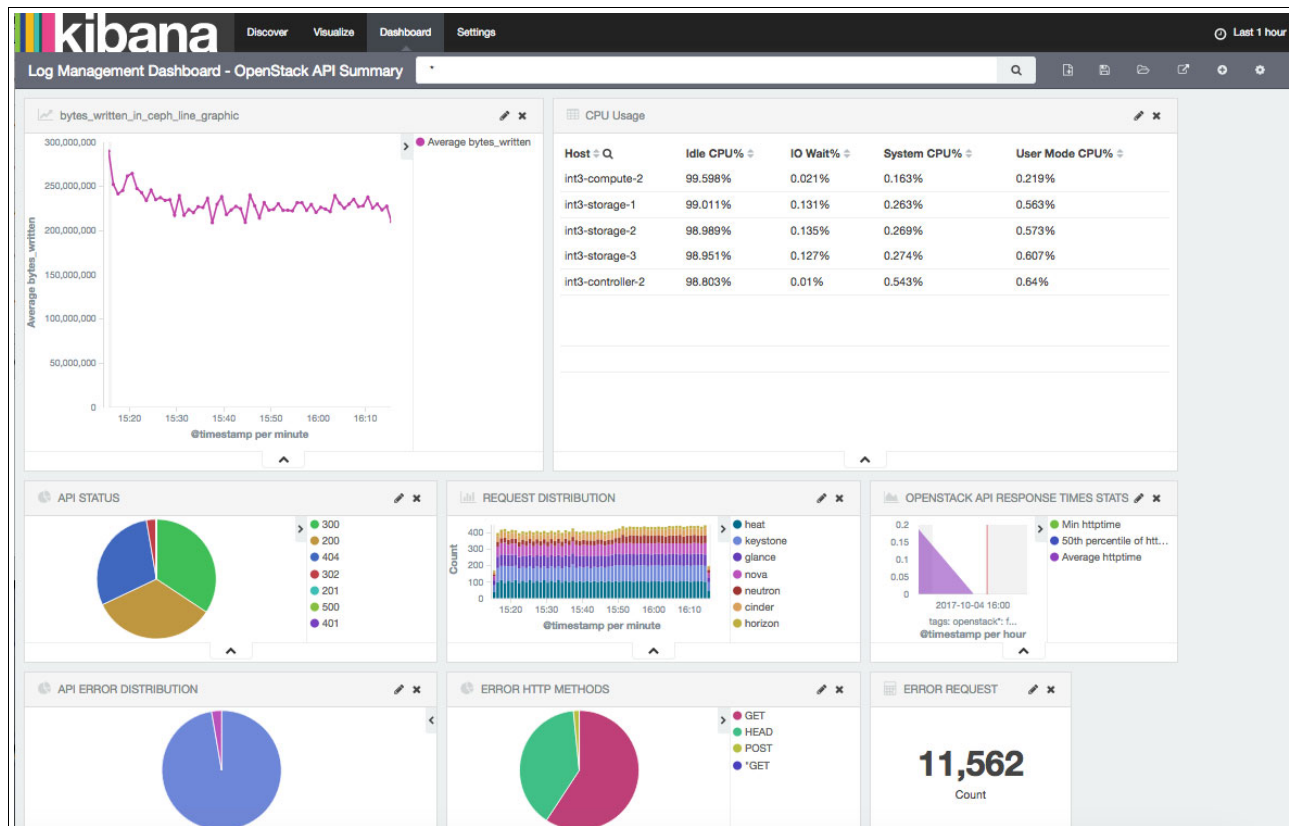 kibana
Discover Visualize Dashboard Settings
Last 1 hour
Log Management Dashboard - OpenStack API Summary
*
bytes_written_in_ceph_line_graphic
300,000,000
250,000,000
200,000,000
150,000,000
100,000,000
50,000,000
0
Average bytes_written
15:20 15:30 15:40 15:50 16:00 16:10
@timestamp per minute
Average bytes_written
CPU Usage
Host Idle CPU% IO Wait% System CPU% User Mode CPU%
int3-compute-2 99.598% 0.021% 0.163% 0.219%
int3-storage-1 99.011% 0.131% 0.263% 0.563%
int3-storage-2 98.989% 0.135% 0.269% 0.573%
int3-storage-3 98.951% 0.127% 0.274% 0.607%
int3-controller-2 98.803% 0.01% 0.543% 0.64%
API STATUS
300
200
404
302
201
500
401
REQUEST DISTRIBUTION
400
300
200
100
0
Count
15:20 15:30 15:40 15:50 16:00 16:10
@timestamp per minute
heat
keystone
glance
nova
neutron
cinder
horizon
OPENSTACK API RESPONSE TIMES STATS
0.2
0.15
0.1
0.05
0
2017-10-04 16:00
tags: openstack*: f...
@timestamp per hour
Min httptime
50th percentile of htt...
Average httptime
API ERROR DISTRIBUTION
ERROR HTTP METHODS
GET
HEAD
POST
"GET
ERROR REQUEST
11,562
Count